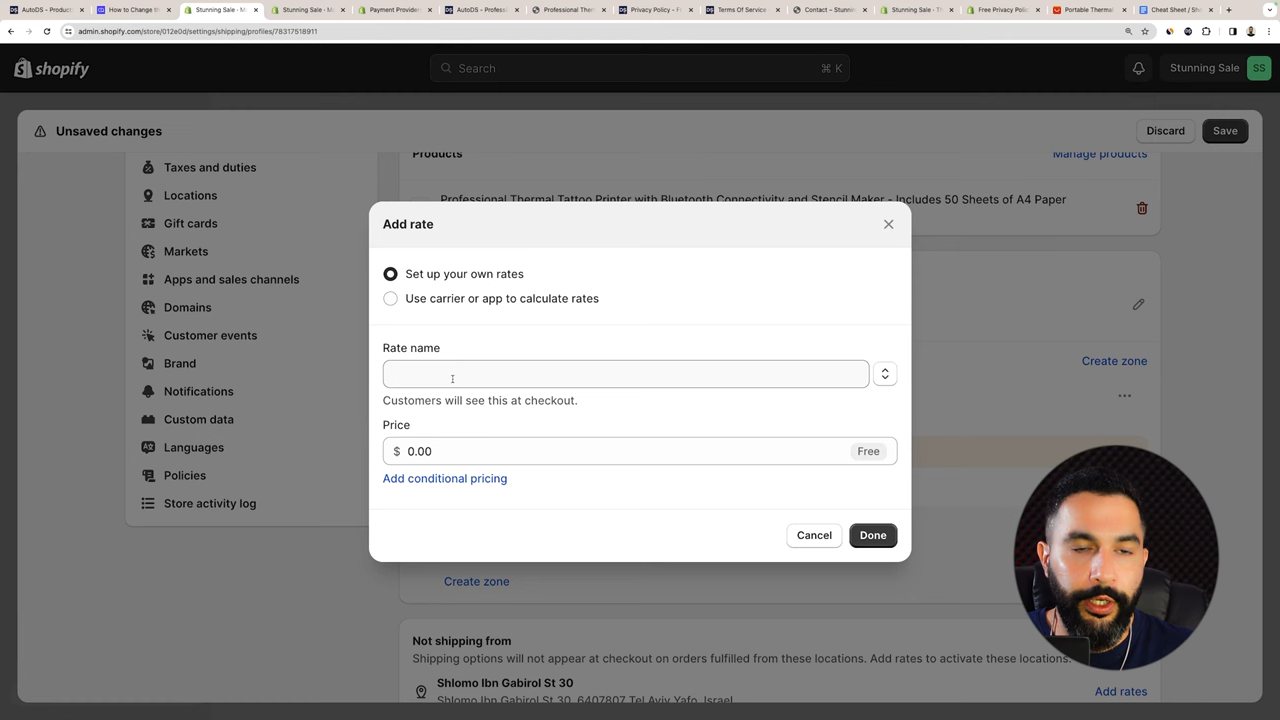 AutoDS - Product
How to Change th
Stunning Sale - M
Stunning Sale - M
Payment Provider
AutoDS - Profess
Professional Ther
Privacy Policy – F
Terms Of Service
Contact – Stunnin
Stunning Sale - Th
Free Privacy Polic
Portable Thermal
Cheat Sheet / Sh
admin.shopify.com/store/012e0d/settings/shipping/profiles/78317518911
shopify
Search
⌘ K
Stunning Sale
SS
Unsaved changes
Discard
Save
Taxes and duties
Locations
Gift cards
Markets
Apps and sales channels
Domains
Customer events
Brand
Notifications
Custom data
Languages
Policies
Store activity log
Products
Manage products
Professional Thermal Tattoo Printer with Bluetooth Connectivity and Stencil Maker - Includes 50 Sheets of A4 Paper
Add rate
Set up your own rates
Use carrier or app to calculate rates
Rate name
Customers will see this at checkout.
Price
$ 0.00
Free
Add conditional pricing
Cancel
Done
Create zone
Create zone
Not shipping from
Shipping options will not appear at checkout on orders fulfilled from these locations. Add rates to activate these locations.
Shlomo Ibn Gabirol St 30
Shlomo Ibn Gabirol St 30, 6407807 Tel Aviv Yafo, Israel
Add rates